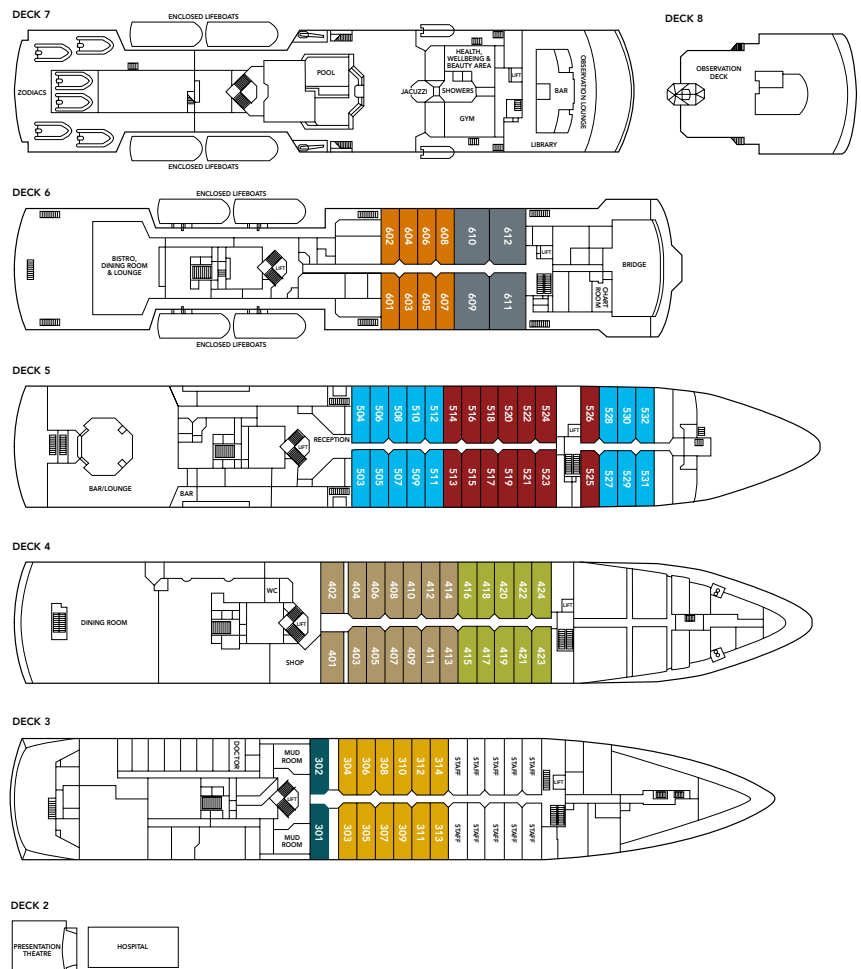 DECK 7
ENCLOSED LIFEBOATS
ZODIACS
POOL
JACUZZI
HEALTH,
WELLBEING &
BEAUTY AREA
SHOWERS
GYM
LIFT
BAR
OBSERVATION LOUNGE
LIBRARY
ENCLOSED LIFEBOATS
DECK 8
OBSERVATION
DECK
DECK 6
ENCLOSED LIFEBOATS
BISTRO,
DINING ROOM
& LOUNGE
LIFT
602
604
606
608
610
612
601
603
605
607
609
611
LIFT
CHART
ROOM
BRIDGE
ENCLOSED LIFEBOATS
DECK 5
BAR/LOUNGE
BAR
LIFT
RECEPTION
504
506
508
510
512
514
516
518
520
522
524
LIFT
526
528
530
532
503
505
507
509
511
513
515
517
519
521
523
525
527
529
531
DECK 4
DINING ROOM
WC
LIFT
SHOP
402
404
406
408
410
412
414
416
418
420
422
424
LIFT
401
403
405
407
409
411
413
415
417
419
421
423
DECK 3
DOCTOR
MUD
ROOM
LIFT
MUD
ROOM
302
304
306
308
310
312
314
STAFF
STAFF
STAFF
STAFF
STAFF
LIFT
301
303
305
307
309
311
313
STAFF
STAFF
STAFF
STAFF
STAFF
DECK 2
PRESENTATION
THEATRE
HOSPITAL